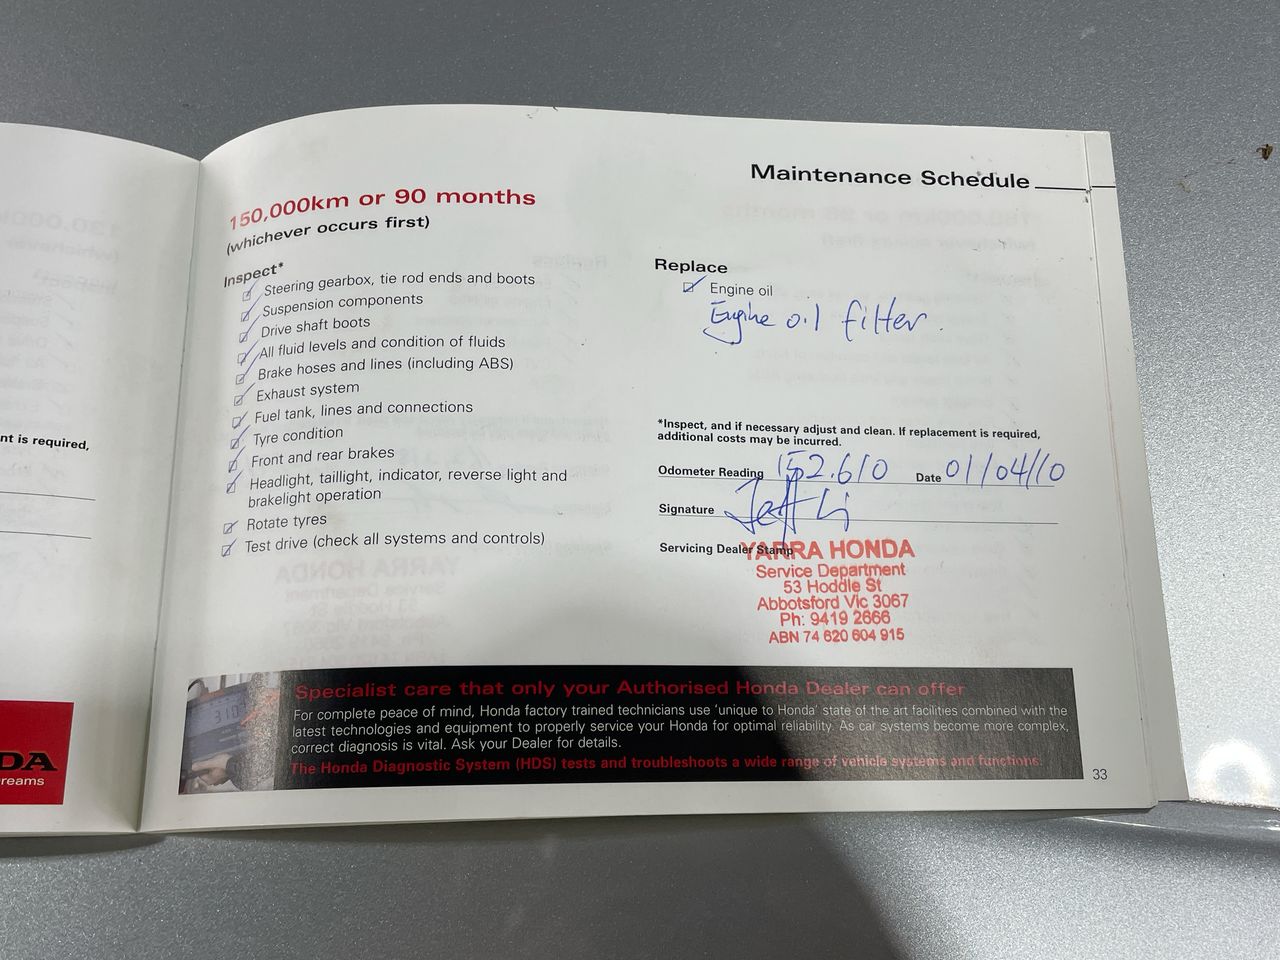 nt is required,
DA
reams
Maintenance Schedule
150,000km or 90 months
(whichever occurs first)
Inspect*
Steering gearbox, tie rod ends and boots
Suspension components
Drive shaft boots
All fluid levels and condition of fluids
Brake hoses and lines (including ABS)
Exhaust system
Fuel tank, lines and connections
Tyre condition
Front and rear brakes
Headlight, taillight, indicator, reverse light and
brakelight operation
Rotate tyres
Test drive (check all systems and controls)
Replace
Engine oil
Engine oil filter.
*Inspect, and if necessary adjust and clean. If replacement is required,
additional costs may be incurred.
Odometer Reading 152.610 Date 01/04/10
Signature Jeff Li
Servicing Dealer Stamp
YARRA HONDA
Service Department
53 Hoddle St
Abbotsford Vic 3067
Ph: 9419 2666
ABN 74 620 604 915
Specialist care that only your Authorised Honda Dealer can offer
For complete peace of mind, Honda factory trained technicians use 'unique to Honda' state of the art facilities combined with the
latest technologies and equipment to properly service your Honda for optimal reliability. As car systems become more complex,
correct diagnosis is vital. Ask your Dealer for details.
The Honda Diagnostic System (HDS) tests and troubleshoots a wide range of vehicle systems and functions.
33